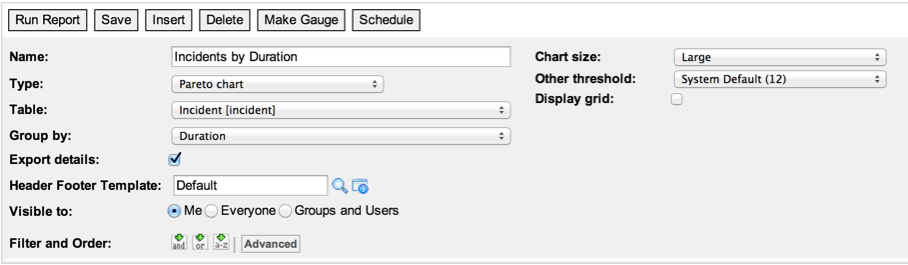 Run Report Save Insert Delete Make Gauge Schedule
Name: Incidents by Duration Chart size: Large
Type: Pareto chart Other threshold: System Default (12)
Table: Incident [incident] Display grid:
Group by: Duration
Export details:
Header Footer Template: Default
Visible to: Me Everyone Groups and Users
Filter and Order: and or a-z Advanced